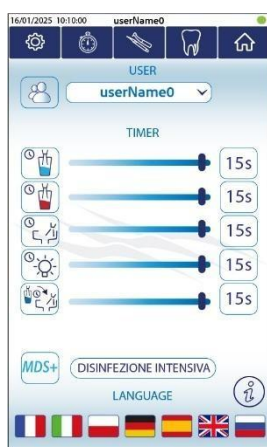 16/01/2025 10:10:00 userName0
USER
userName0
TIMER
15s
15s
15s
15s
15s
MDS+ DISINFEZIONE INTENSIVA
LANGUAGE
i